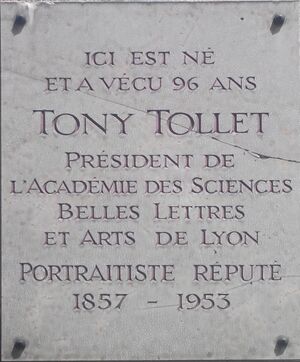 ICI EST NÉ
ET A VÉCU 96 ANS
TONY TOLLET
PRÉSIDENT DE
L'ACADÉMIE DES SCIENCES
BELLES LETTRES
ET ARTS DE LYON
PORTRAITISTE RÉPUTÉ
1857 - 1953